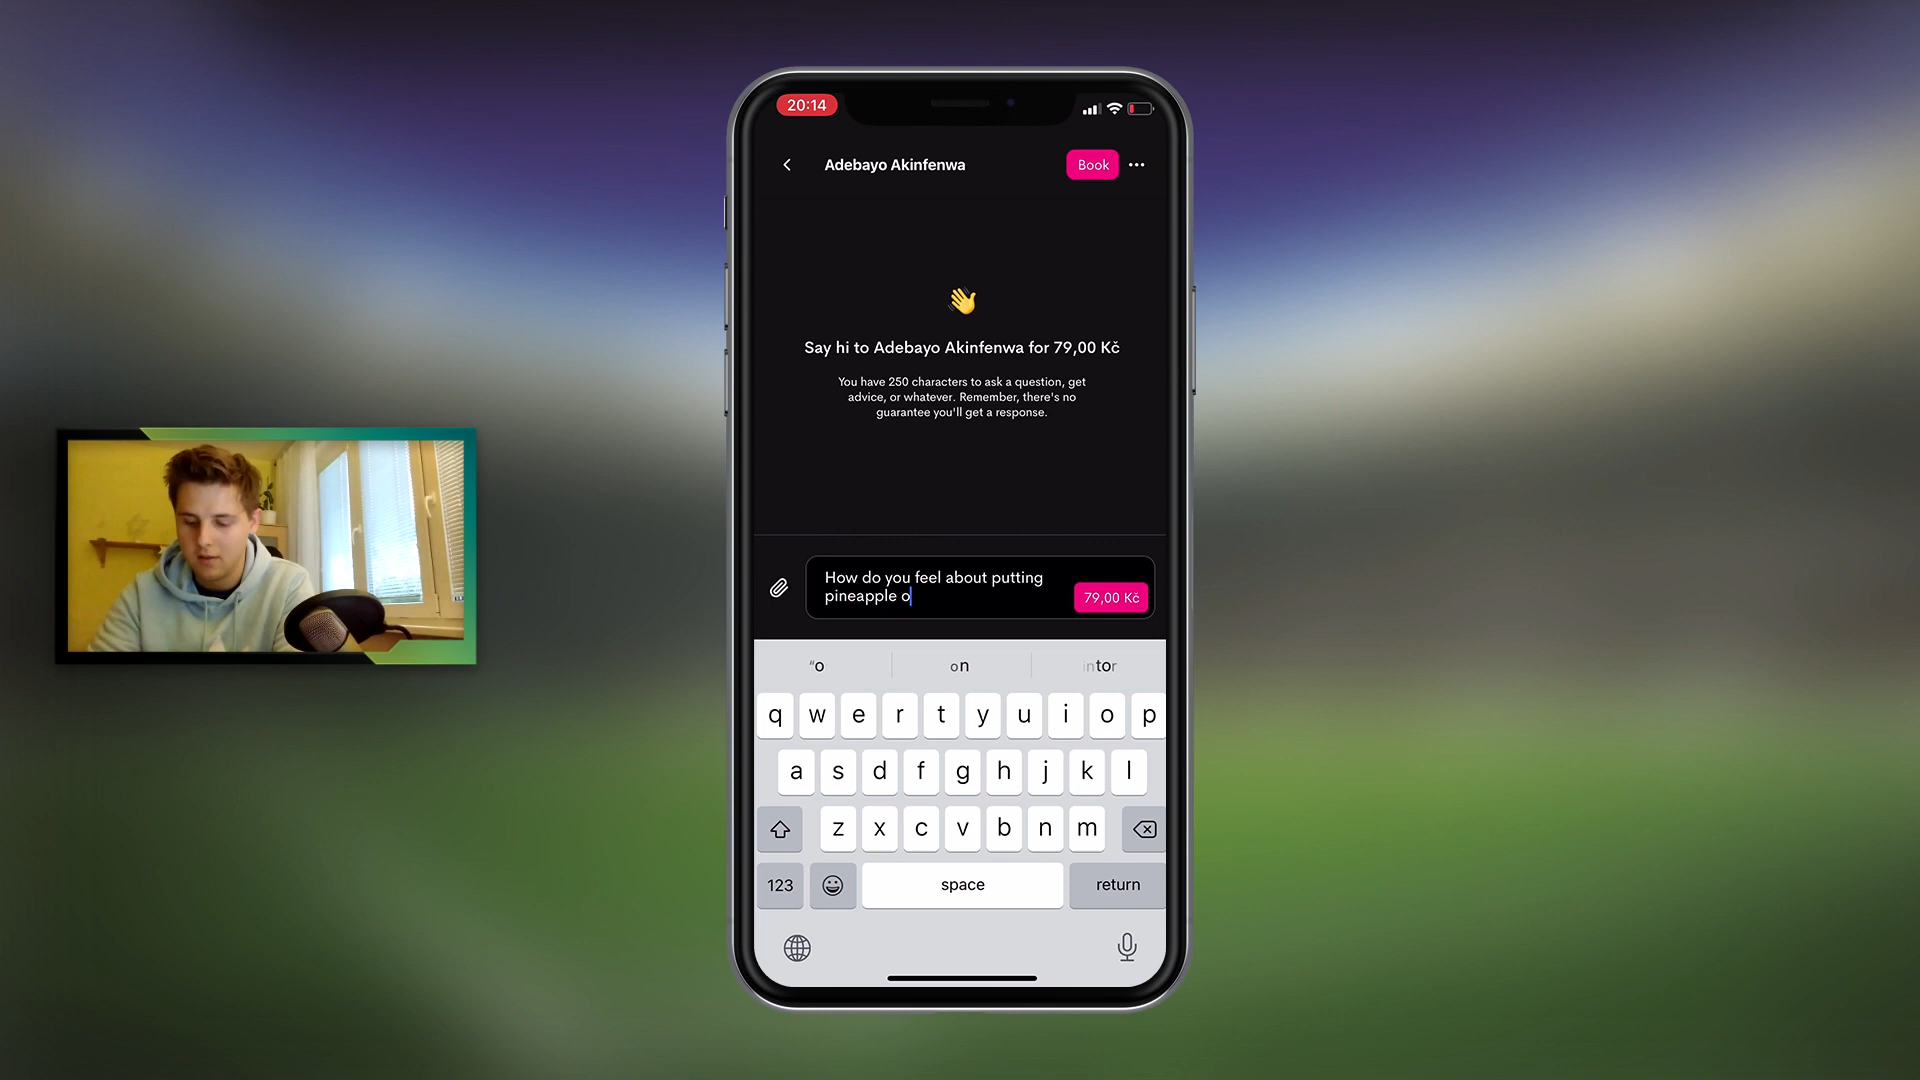 20:14
Adebayo Akinfenwa
Book
Say hi to Adebayo Akinfenwa for 79,00 Kč
You have 250 characters to ask a question, get
advice, or whatever. Remember, there's no
guarantee you'll get a response.
How do you feel about putting
pineapple o
79,00 Kč
“o
on
intor
q w e r t y u i o p
a s d f g h j k l
z x c v b n m
123
space
return